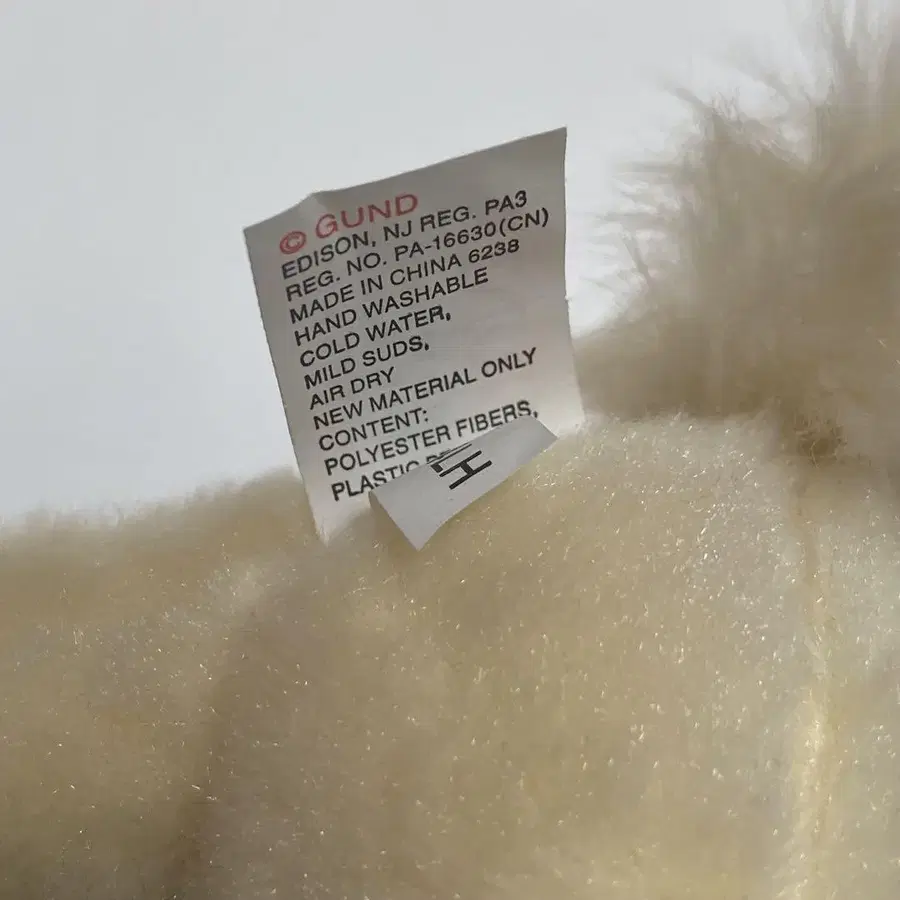 © GUND
EDISON, NJ REG. PA3
REG. NO. PA-16630(CN)
MADE IN CHINA 6238
HAND WASHABLE
COLD WATER,
MILD SUDS,
AIR DRY
NEW MATERIAL ONLY
CONTENT:
POLYESTER FIBERS,
PLASTIC
H